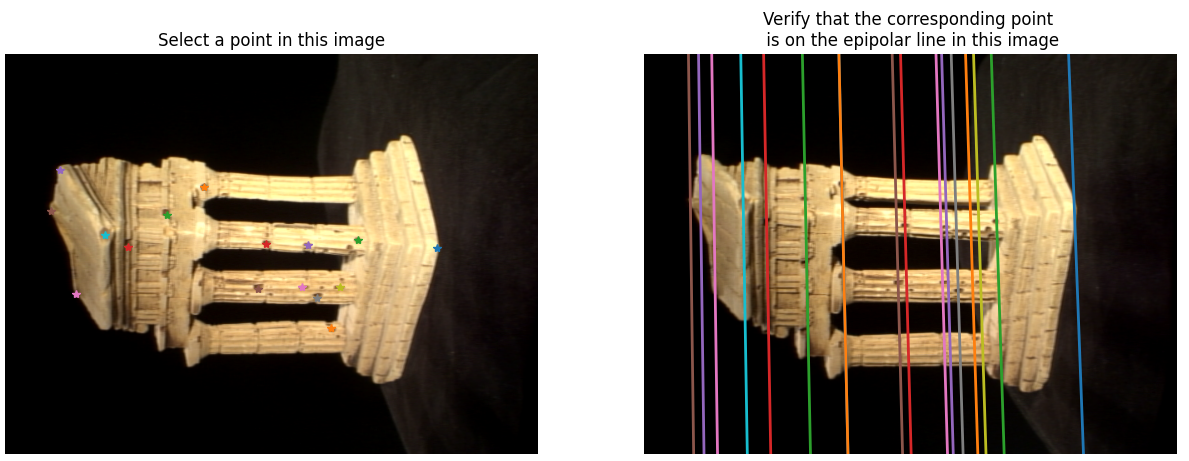 Select a point in this image
Verify that the corresponding point
is on the epipolar line in this image